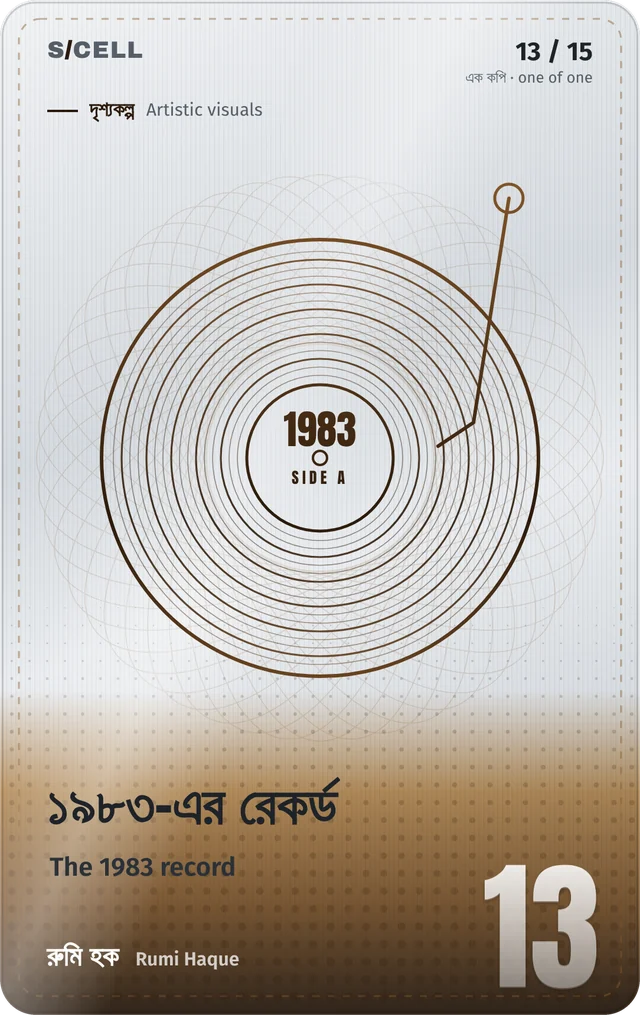 S/CELL
13 / 15
এক কপি · one of one
দৃশ্যকল্প Artistic visuals
1983
SIDE A
১৯৮৩-এর রেকর্ড
The 1983 record
13
রুমি হক Rumi Haque